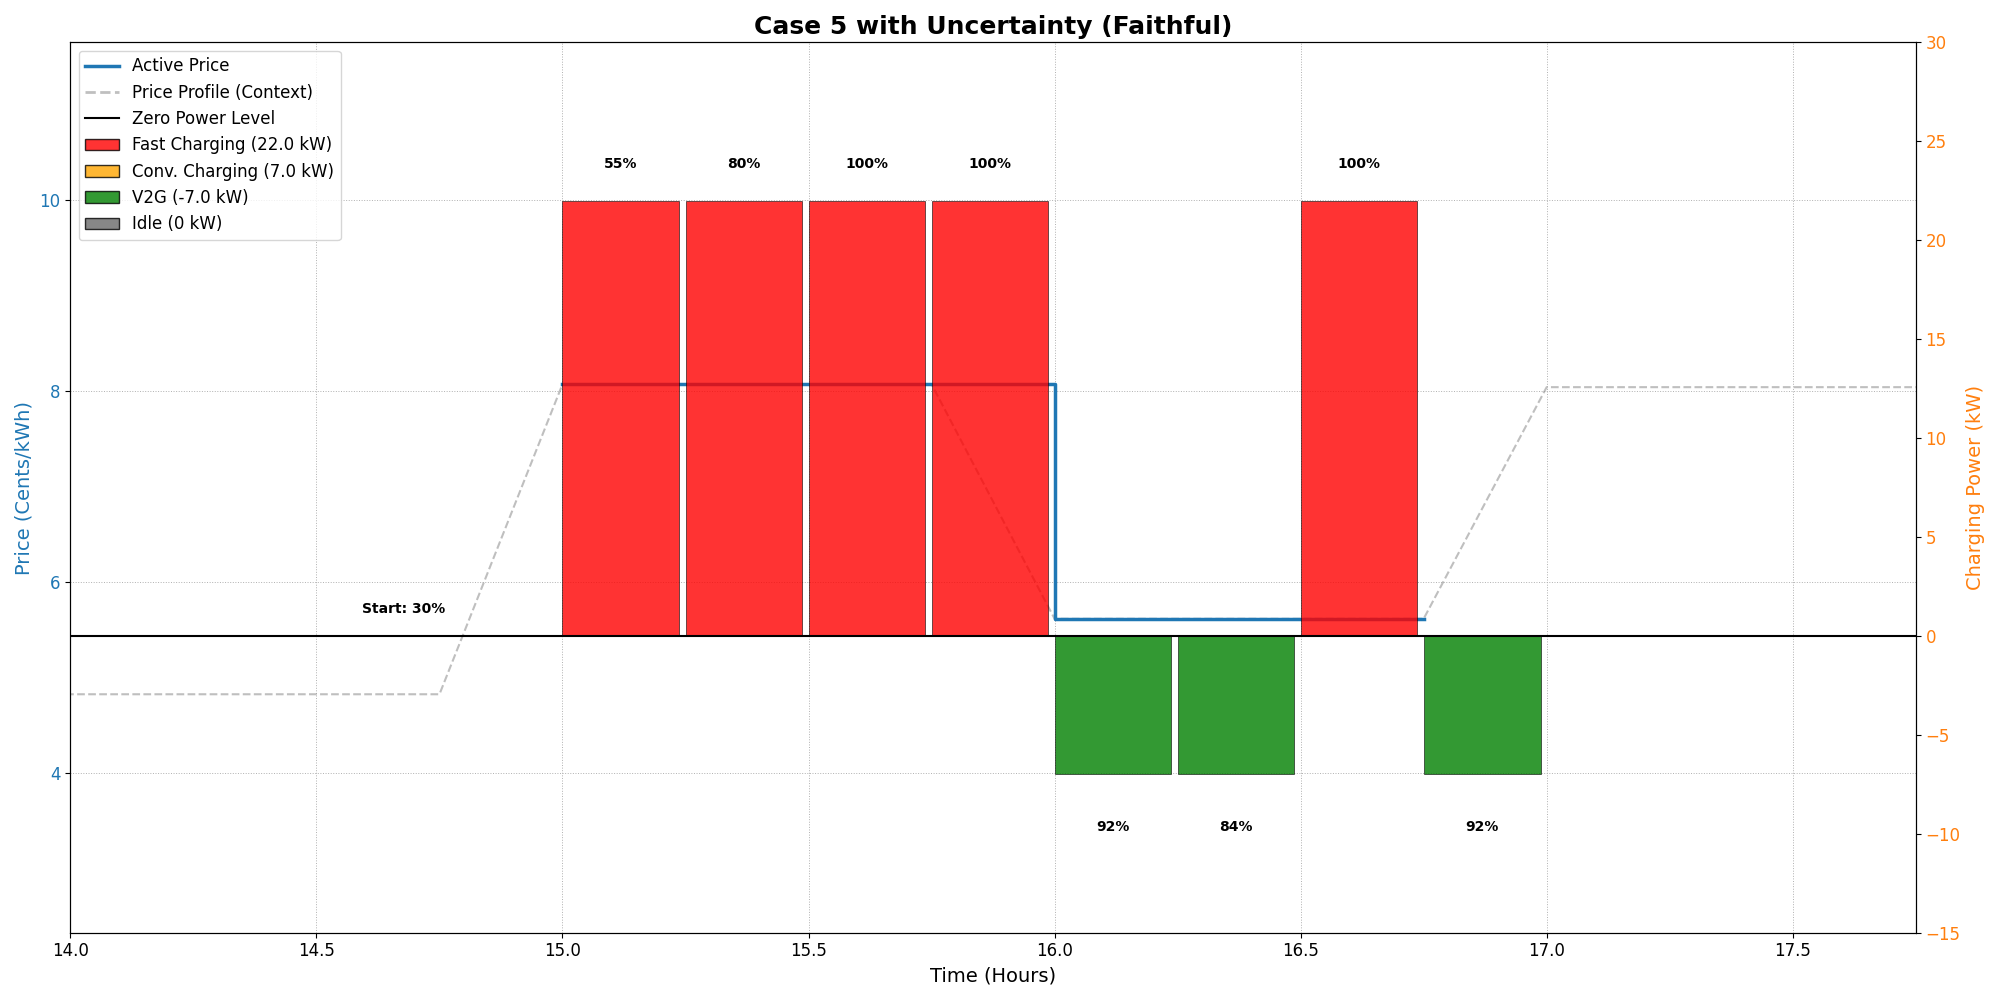 Case 5 with Uncertainty (Faithful)
Active Price
Price Profile (Context)
Zero Power Level
Fast Charging (22.0 kW)
Conv. Charging (7.0 kW)
V2G (-7.0 kW)
Idle (0 kW)
55%
80%
100%
100%
100%
Start: 30%
92%
84%
92%
Price (Cents/kWh)
10
8
6
4
Charging Power (kW)
30
25
20
15
10
5
0
−5
−10
−15
14.0
14.5
15.0
15.5
16.0
16.5
17.0
17.5
Time (Hours)